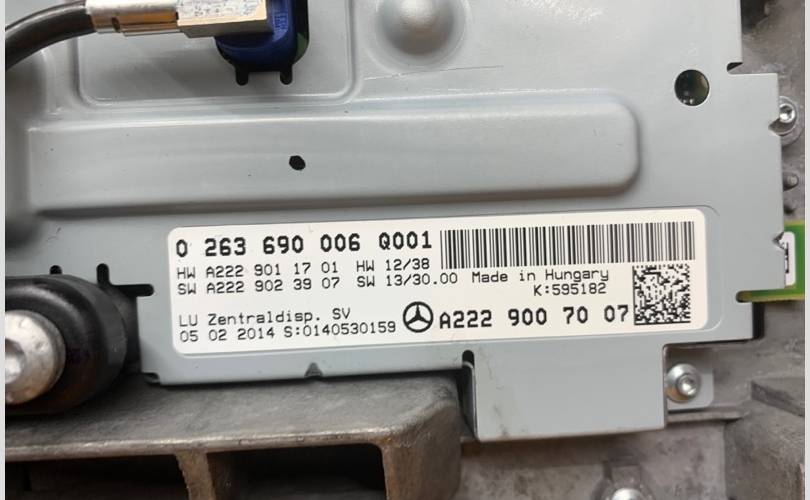 0 263 690 006 Q001
HW A222 901 17 01 HW 12/38
SW A222 902 39 07 SW 13/30.00 Made in Hungary
K:595182
LU Zentraldisp. SV
05 02 2014 S:0140530159 A222 900 70 07